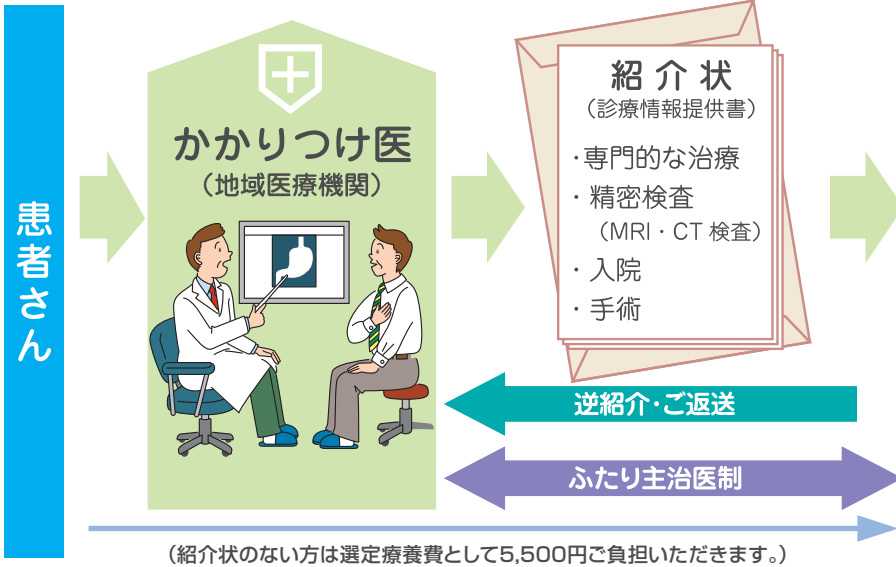 患者さん
かかりつけ医
（地域医療機関）
紹介状
（診療情報提供書）
・専門的な治療
・精密検査
（MRI・CT 検査）
・入院
・手術
逆紹介・ご返送
ふたり主治医制
（紹介状のない方は選定療養費として5,500円ご負担いただきます。）